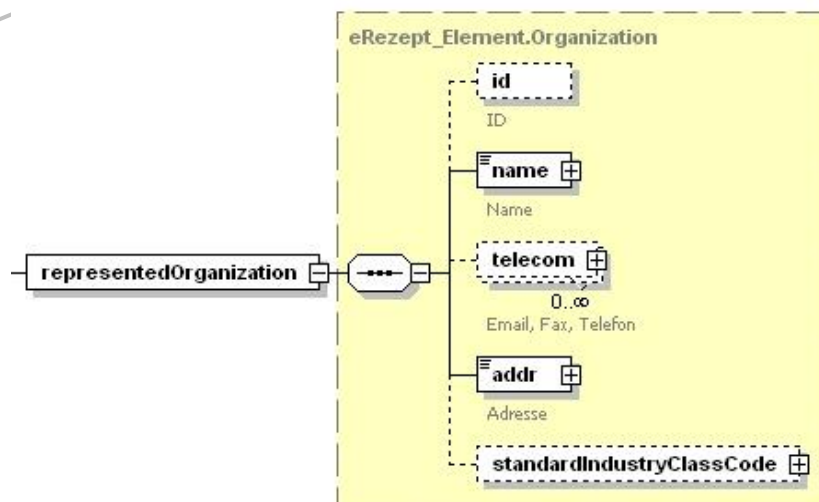 eRezept_Element.Organization
id
ID
name
Name
representedOrganization
telecom
0..∞
Email, Fax, Telefon
addr
Adresse
standardIndustryClassCode